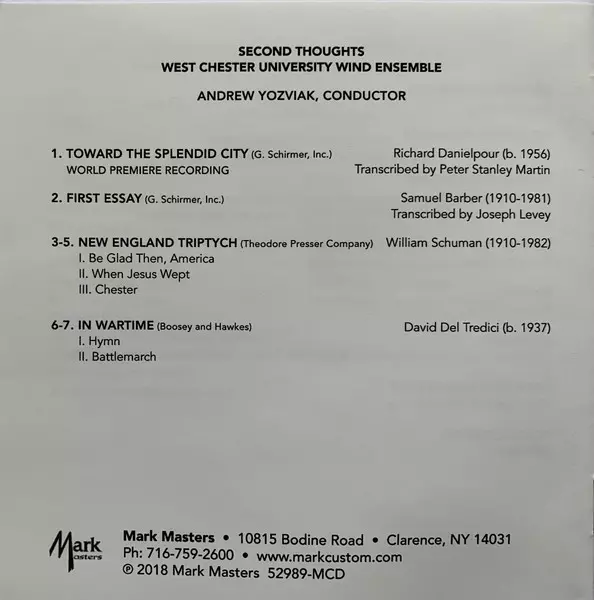 SECOND THOUGHTS
WEST CHESTER UNIVERSITY WIND ENSEMBLE
ANDREW YOZVIAK, CONDUCTOR
1. TOWARD THE SPLENDID CITY (G. Schirmer, Inc.) Richard Danielpour (b. 1956)
WORLD PREMIERE RECORDING Transcribed by Peter Stanley Martin
2. FIRST ESSAY (G. Schirmer, Inc.) Samuel Barber (1910-1981)
Transcribed by Joseph Levey
3-5. NEW ENGLAND TRIPTYCH (Theodore Presser Company) William Schuman (1910-1982)
I. Be Glad Then, America
II. When Jesus Wept
III. Chester
6-7. IN WARTIME (Boosey and Hawkes) David Del Tredici (b. 1937)
I. Hymn
II. Battlemarch
Mark Masters
Mark Masters • 10815 Bodine Road • Clarence, NY 14031
Ph: 716-759-2600 • www.markcustom.com
℗ 2018 Mark Masters 52989-MCD